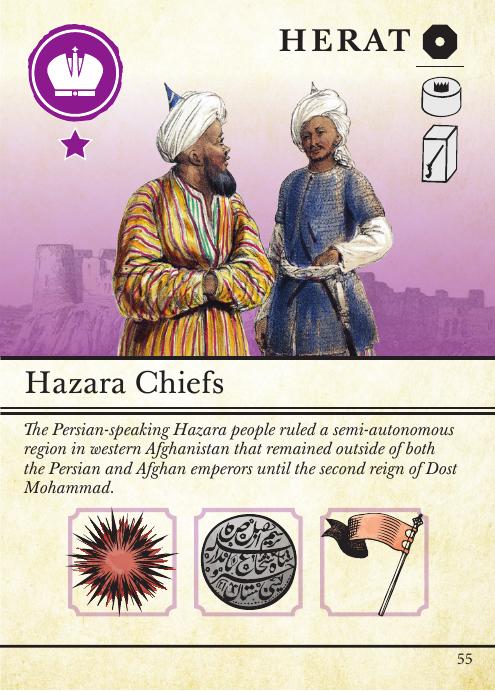 HERAT
Hazara Chiefs
The Persian-speaking Hazara people ruled a semi-autonomous
region in western Afghanistan that remained outside of both
the Persian and Afghan emperors until the second reign of Dost
Mohammad.
55